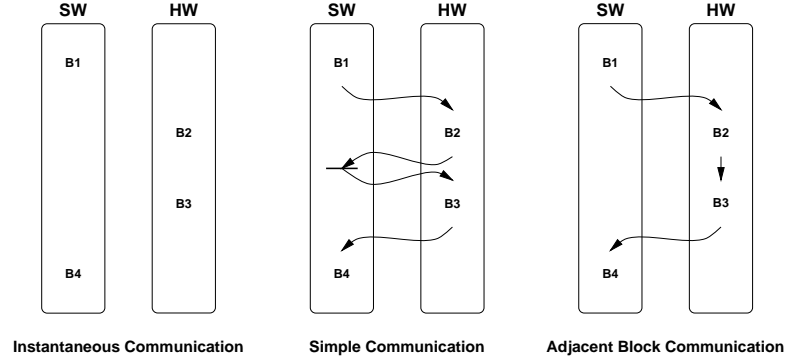 SW HW SW HW SW HW
B1 B1 B1
B2 B2 B2
B3 B3 B3
B4 B4 B4
Instantaneous Communication Simple Communication Adjacent Block Communication